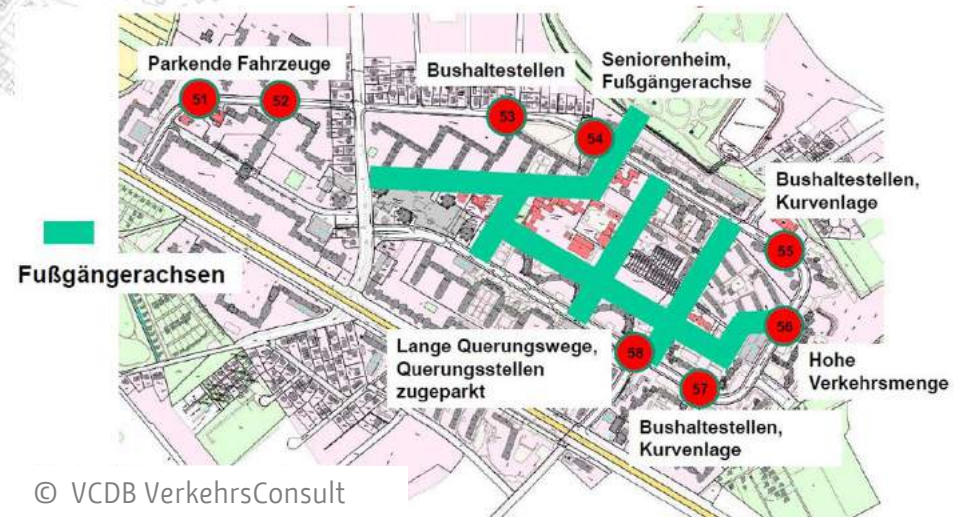 Parkende Fahrzeuge
51
52
Bushaltestellen
53
Seniorenheim,
Fußgängerachse
54
Bushaltestellen,
Kurvenlage
55
Fußgängerachsen
56
Hohe
Verkehrsmenge
Lange Querungswege,
Querungsstellen
zugeparkt
58
57
Bushaltestellen,
Kurvenlage
© VCDB VerkehrsConsult